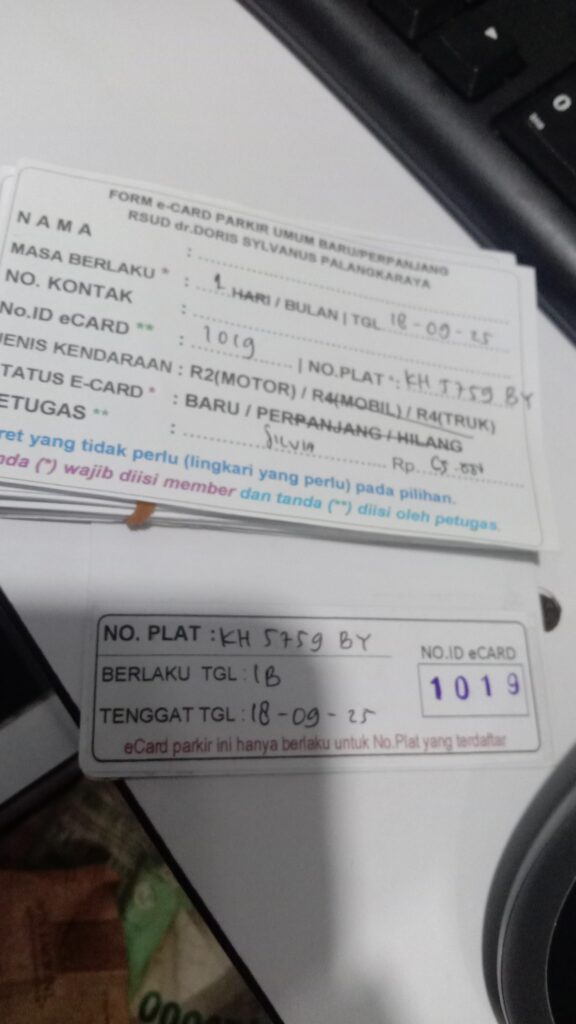 FORM e-CARD PARKIR UMUM BARU/PERPANJANG
RSUD dr.DORIS SYLVANUS PALANGKARAYA
NAMA :
MASA BERLAKU * : 1 HARI / BULAN | TGL 18-09-25
NO. KONTAK :
No.ID eCARD ** : 1019 | NO.PLAT * : KH 5759 BY
JENIS KENDARAAN : R2(MOTOR) / R4(MOBIL) / R4(TRUK)
TATUS E-CARD * : BARU / PERPANJANG / HILANG
ETUGAS ** : Silvia Rp.
ret yang tidak perlu (lingkari yang perlu) pada pilihan.
nda (*) wajib diisi member dan tanda (**) diisi oleh petugas.
NO. PLAT : KH 5759 BY
NO.ID eCARD
BERLAKU TGL : 1B
1019
TENGGAT TGL : 18-09-25
eCard parkir ini hanya berlaku untuk No.Plat yang terdaftar